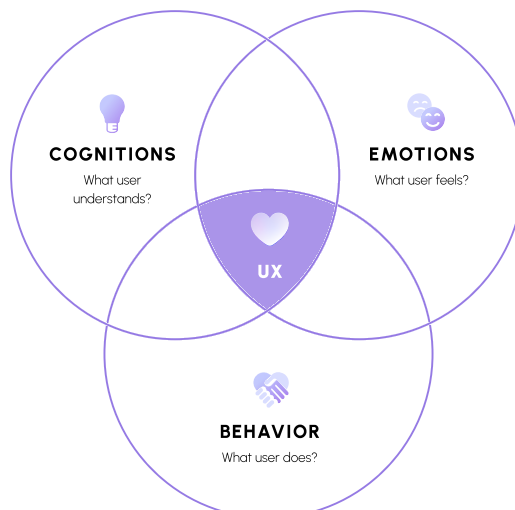 COGNITIONS
What user
understands?
EMOTIONS
What user feels?
UX
BEHAVIOR
What user does?